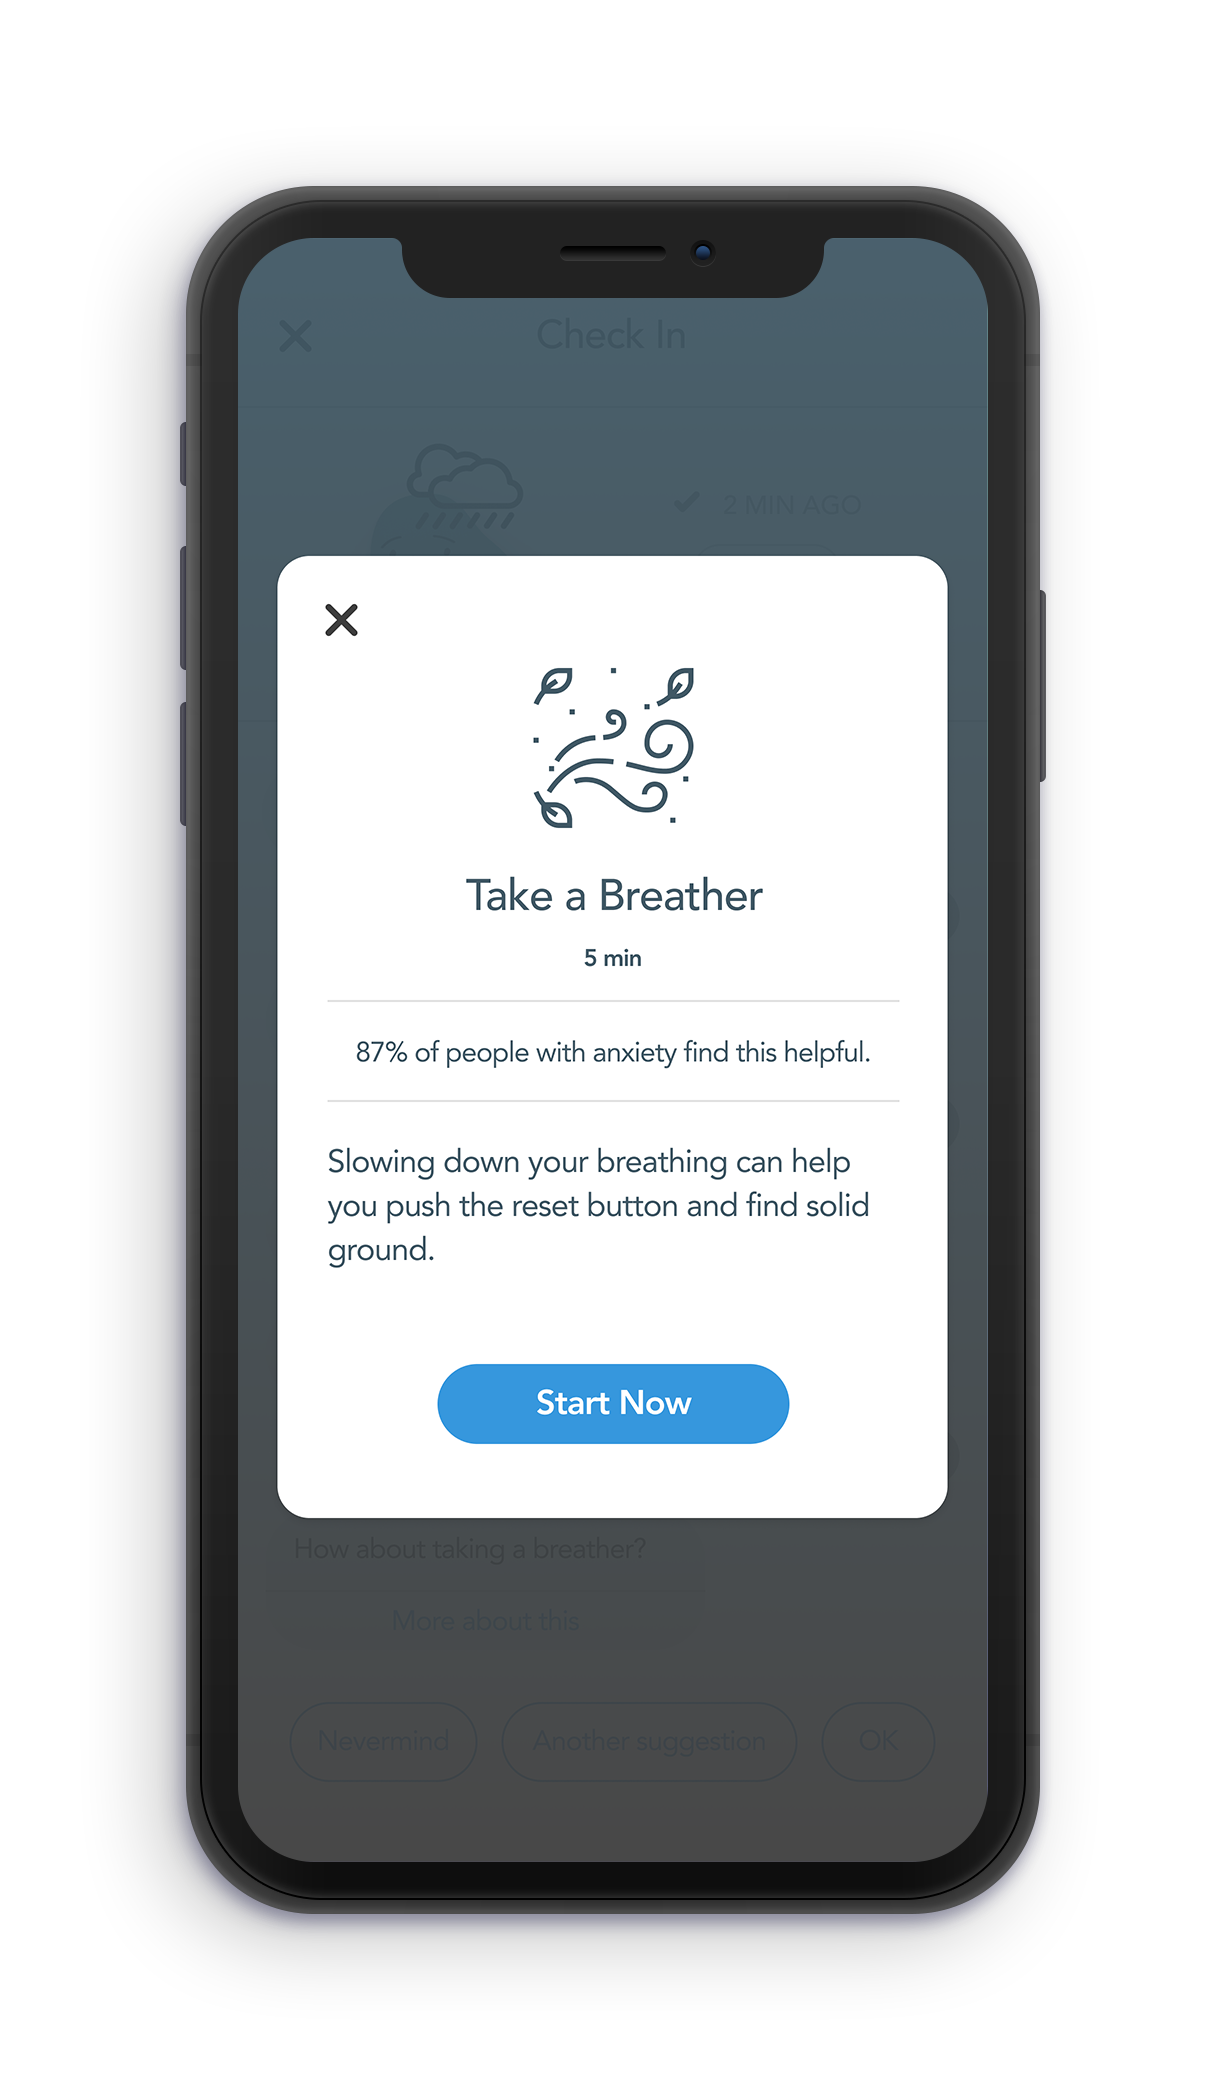 Check In
2 MIN AGO
Take a Breather
5 min
87% of people with anxiety find this helpful.
Slowing down your breathing can help
you push the reset button and find solid
ground.
Start Now
How about taking a breather?
More about this
Nevermind
Another suggestion
OK